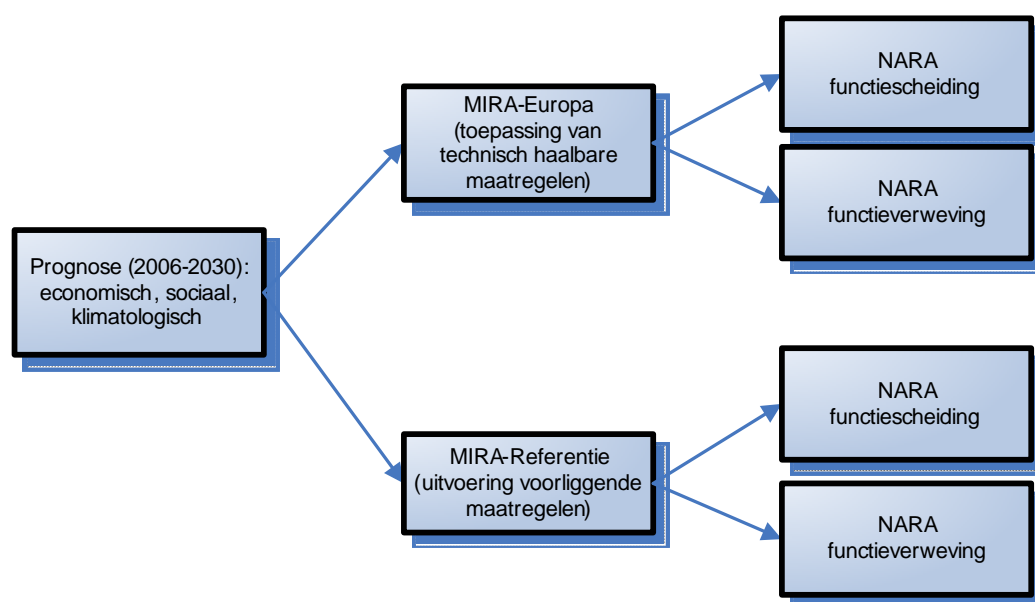 Prognose (2006-2030):
economisch, sociaal,
klimatologisch
MIRA-Europa
(toepassing van
technisch haalbare
maatregelen)
NARA
functiescheiding
NARA
functieverweving
MIRA-Referentie
(uitvoering voorliggende
maatregelen)
NARA
functiescheiding
NARA
functieverweving